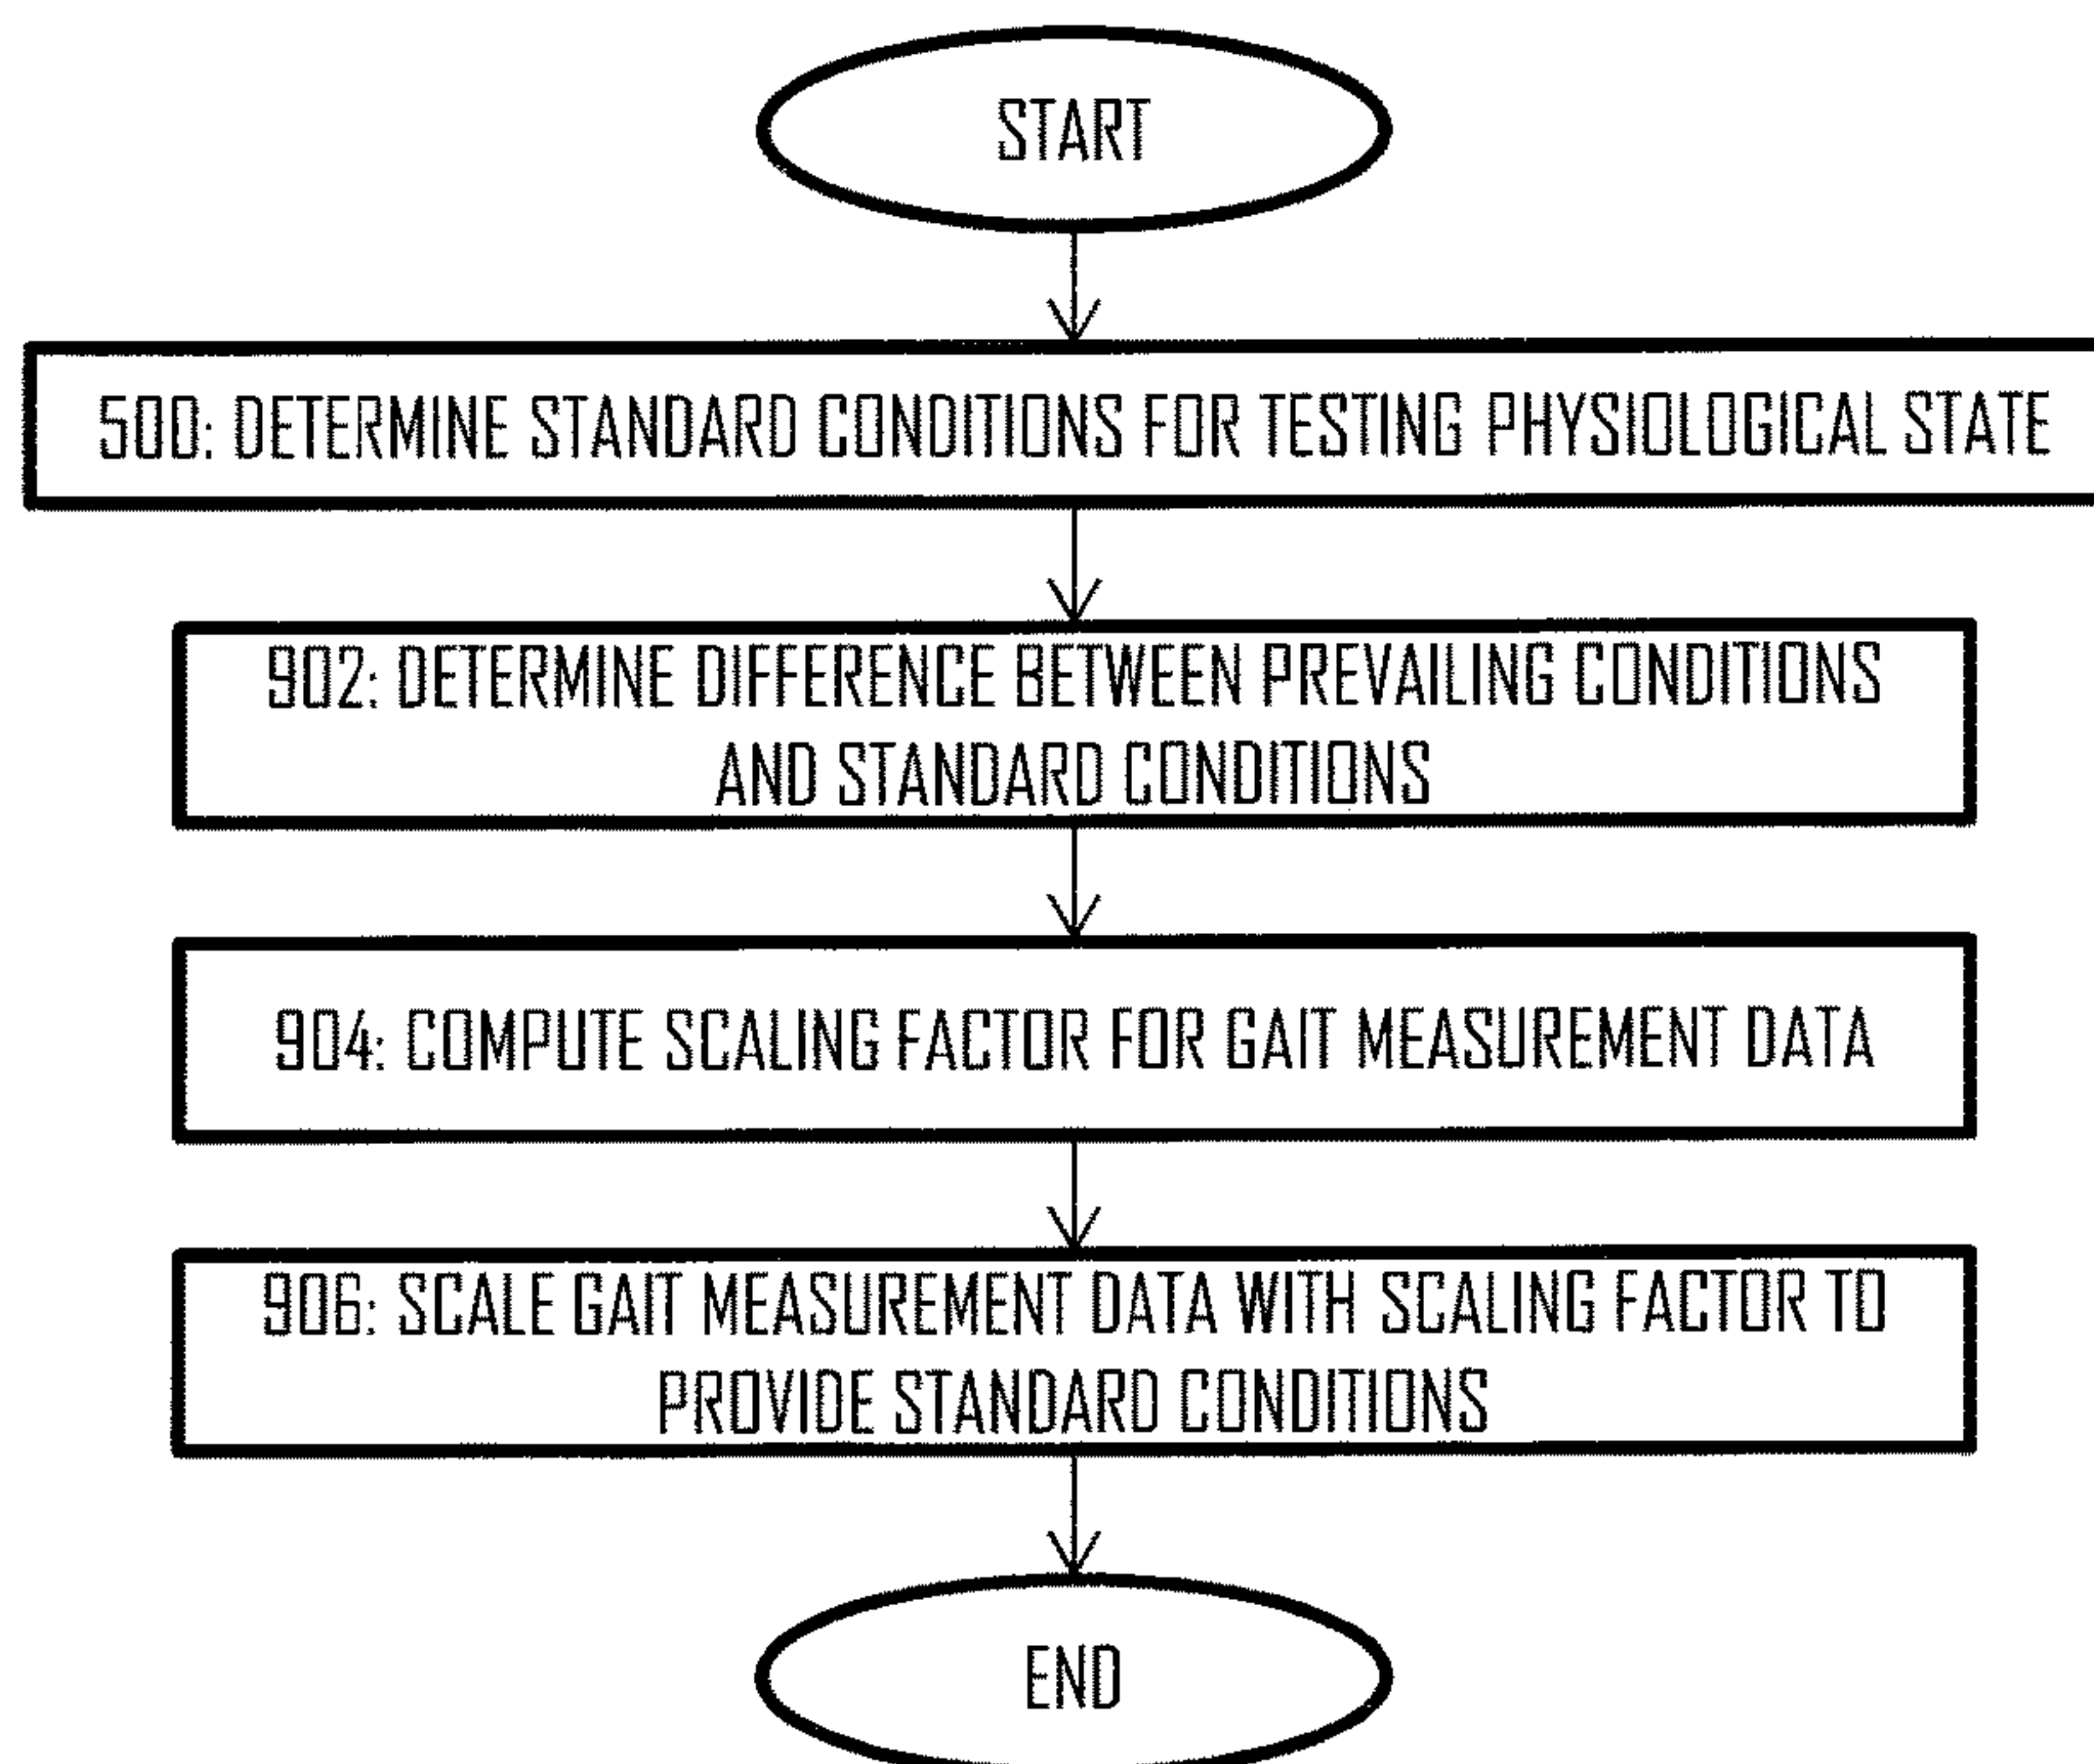 START
500: DETERMINE STANDARD CONDITIONS FOR TESTING PHYSIOLOGICAL STATE
902: DETERMINE DIFFERENCE BETWEEN PREVAILING CONDITIONS
AND STANDARD CONDITIONS
904: COMPUTE SCALING FACTOR FOR GAIT MEASUREMENT DATA
906: SCALE GAIT MEASUREMENT DATA WITH SCALING FACTOR TO
PROVIDE STANDARD CONDITIONS
END